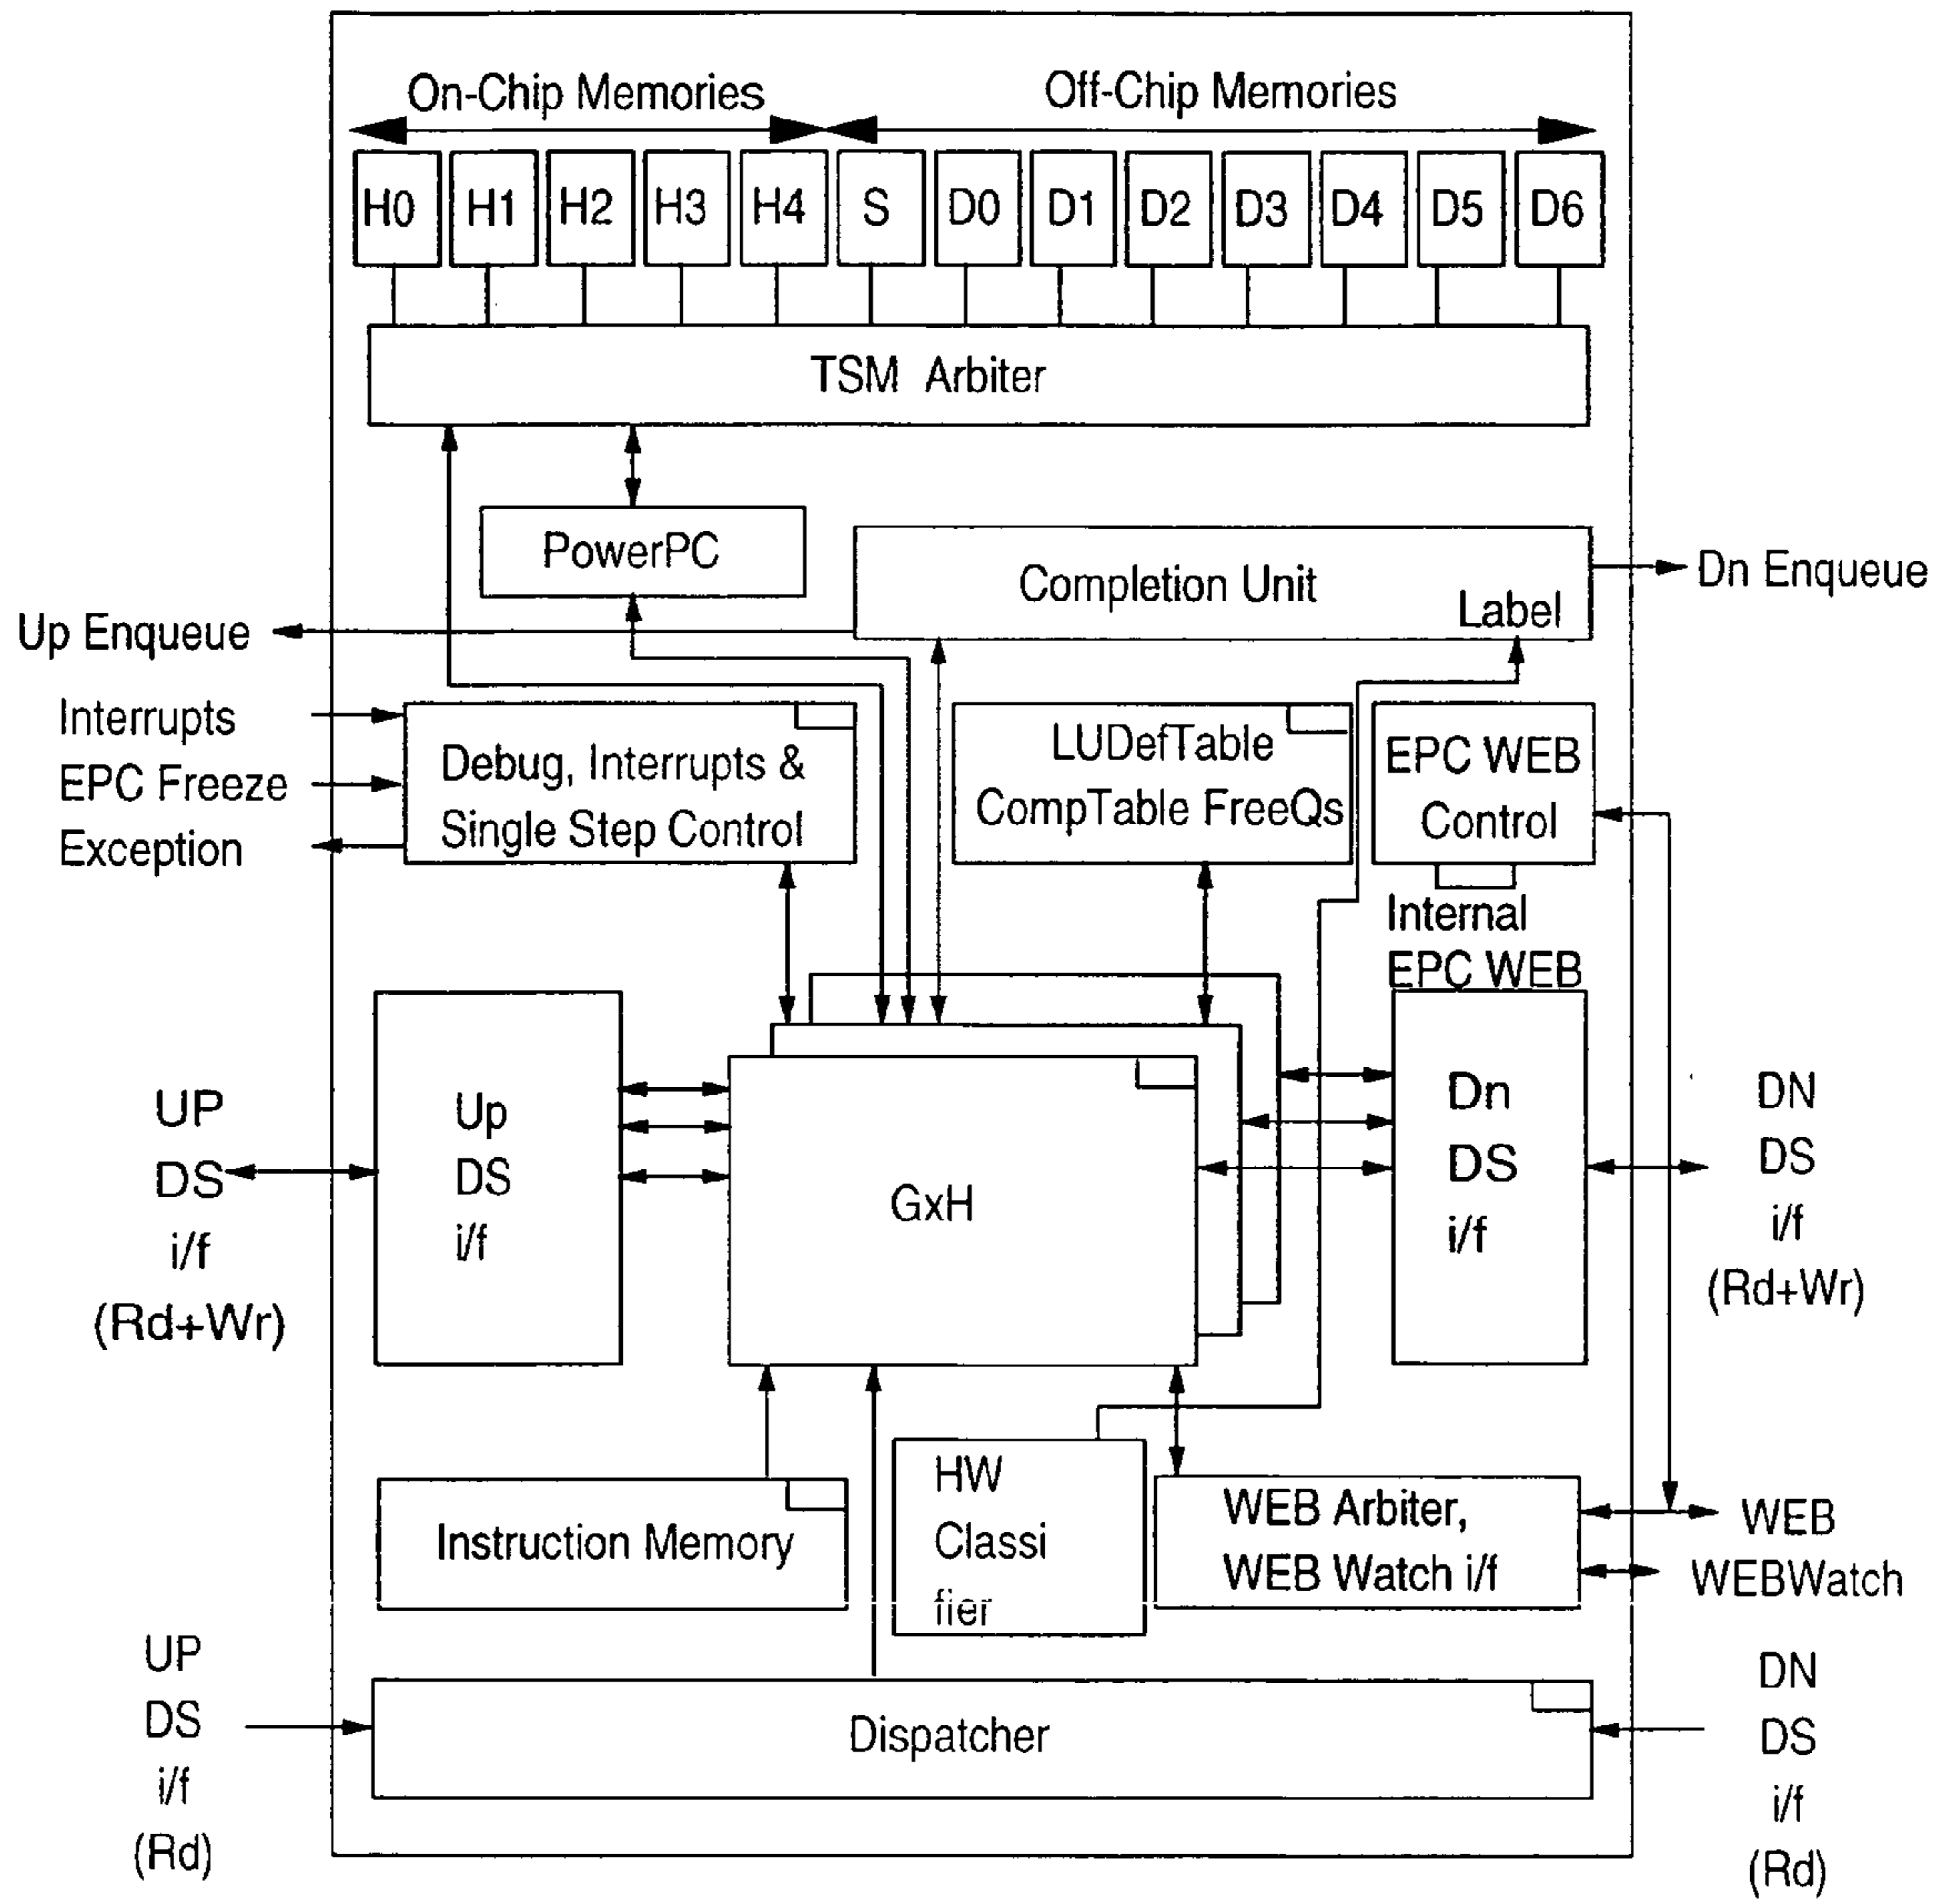 On-Chip Memories
Off-Chip Memories
H0 H1 H2 H3 H4 S D0 D1 D2 D3 D4 D5 D6
TSM Arbiter
PowerPC
Completion Unit
Label
Dn Enqueue
Up Enqueue
Interrupts
EPC Freeze
Exception
Debug, Interrupts &
Single Step Control
LUDefTable
CompTable FreeQs
EPC WEB
Control
Internal
EPC WEB
UP
DS
i/f
(Rd+Wr)
Up
DS
i/f
GxH
Dn
DS
i/f
DN
DS
i/f
(Rd+Wr)
Instruction Memory
HW
Classi
fier
WEB Arbiter,
WEB Watch i/f
WEB
WEBWatch
UP
DS
i/f
(Rd)
Dispatcher
DN
DS
i/f
(Rd)